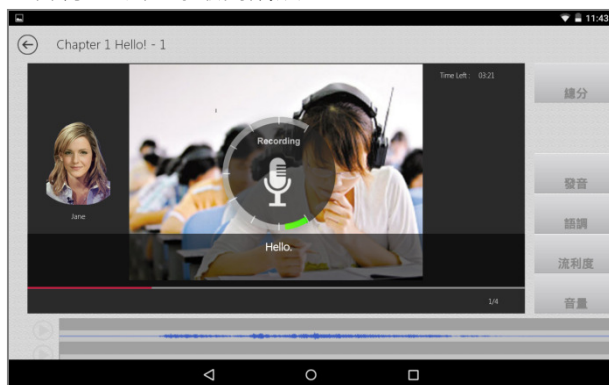 11:43
Chapter 1 Hello! - 1
Time Left : 03:21
總分
Recording
發音
Jane
語調
Hello.
流利度
1/4
音量